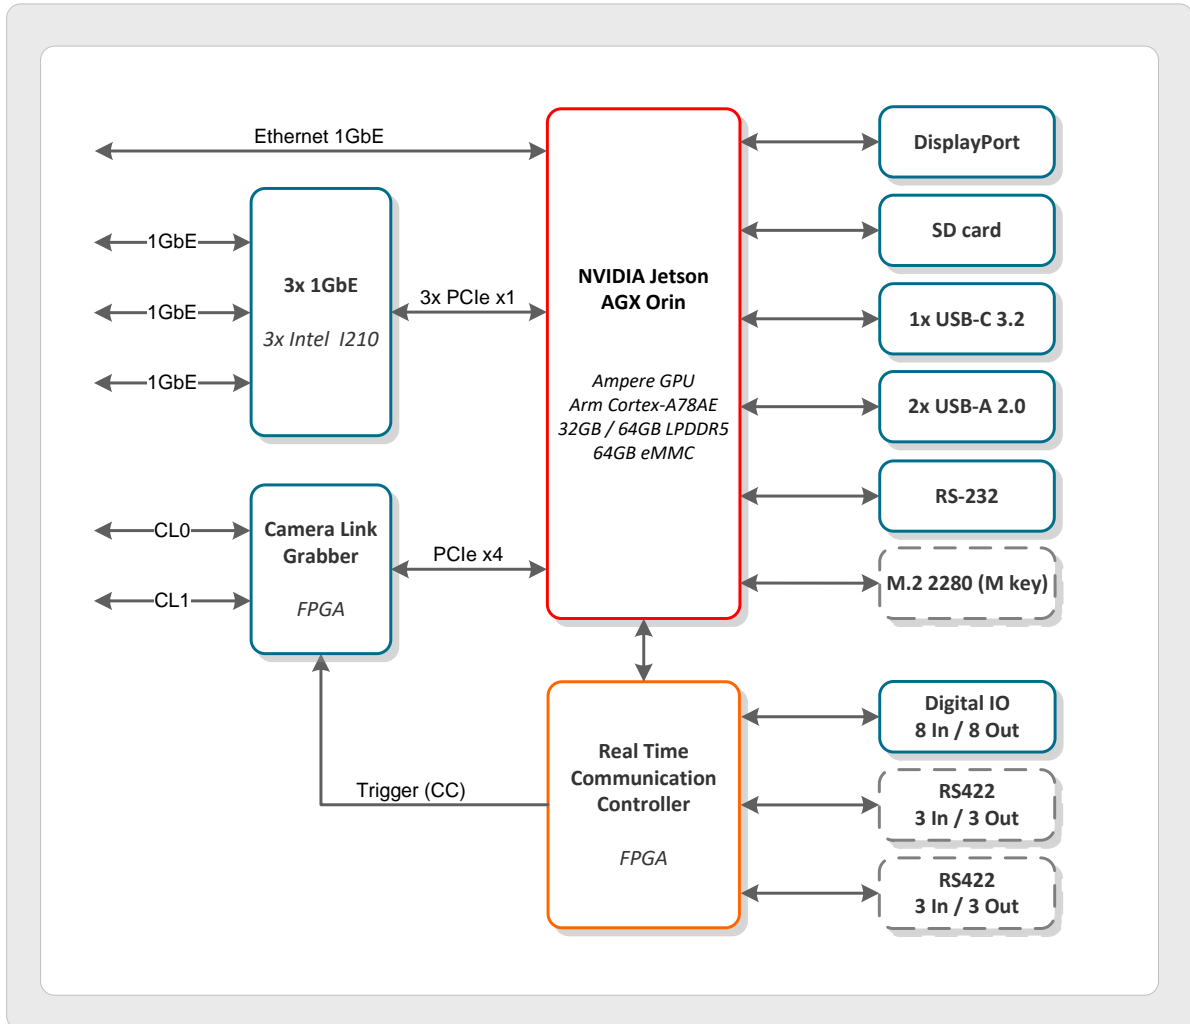 Ethernet 1GbE
1GbE
1GbE
1GbE
3x 1GbE
3x Intel I210
3x PCIe x1
CL0
CL1
Camera Link
Grabber
FPGA
PCIe x4
NVIDIA Jetson
AGX Orin
Ampere GPU
Arm Cortex-A78AE
32GB / 64GB LPDDR5
64GB eMMC
DisplayPort
SD card
1x USB-C 3.2
2x USB-A 2.0
RS-232
M.2 2280 (M key)
Trigger (CC)
Real Time
Communication
Controller
FPGA
Digital IO
8 In / 8 Out
RS422
3 In / 3 Out
RS422
3 In / 3 Out